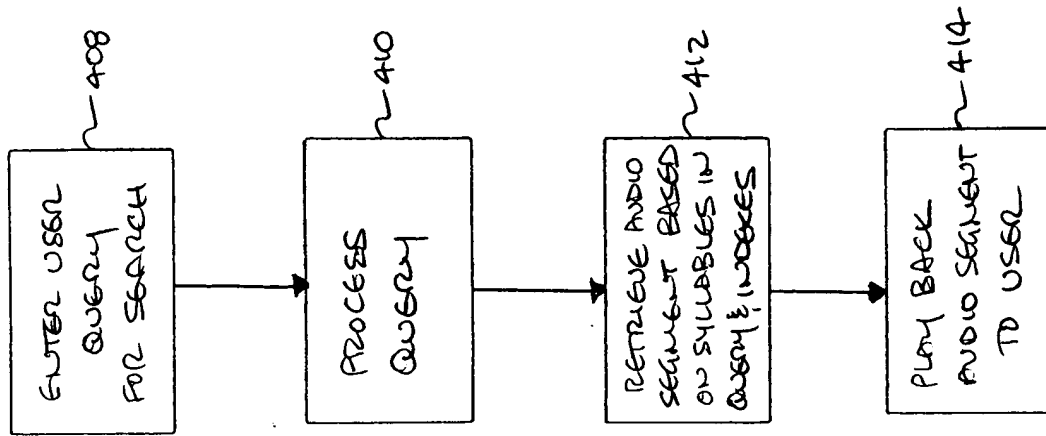 ENTER USER
QUERY
FOR SEARCH
408
PROCESS
QUERY
410
RETRIEVE AUDIO
SEGMENT BASED
ON SYLLABLES IN
QUERY & INDEXES
412
PLAY BACK
AUDIO SEGMENT
TO USER
414